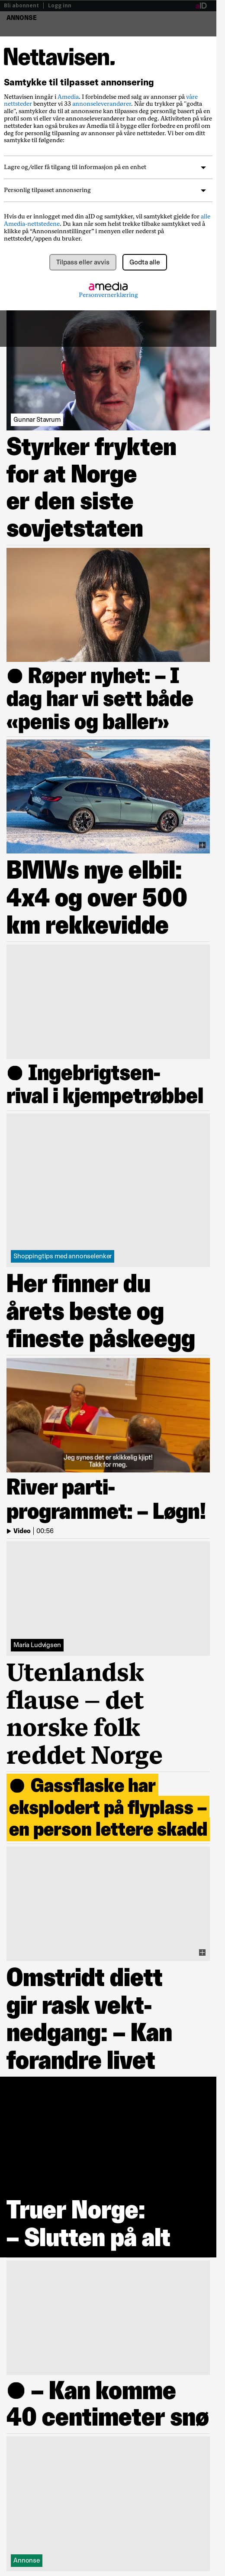 BS abonnent | Logg inn
aID
ANNONSE
Nettavisen.
Samtykke til tilpasset annonsering
Nettavisen inngår i Amedia. I forbindelse med salg av annonser på våre
nettsteder benytter vi 33 annonseleverandører. Når du trykker på "godta
alle", samtykker du til at annonsene kan bli tilpasset deg, basert på en
profil som vi eller våre annonseleverandører har om deg. Aktiviteten på våre
nettsteder kan også brukes av Amedia til å bygge eller forbedre en profil om
deg for personlig tilpasning av annonser på våre nettsteder. Vi ber om ditt
samtykke til følgende:
Lagre og/eller få tilgang til informasjon på en enhet
Personlig tilpasset annonsering
Hvis du er innlogget med din aID og samtykker, vil samtykket gjelde for alle
Amedia-nettstedene. Du kan når som helst trekke tilbake samtykket ved å
klikke på "Annonseinnstillinger" i menyen eller nederst på
nettstedet/appen du bruker.
Tilpass eller avvis
Godta alle
amedia
Personvernerklæring
Gunnar Stavrum
Styrker frykten
for at Norge
er den siste
sovjetstaten
● Røper nyhet: – I
dag har vi sett både
«penis og baller»
BMWs nye elbil:
4x4 og over 500
km rekkevidde
● Ingebrigtsen-
rival i kjempetrøbbel
Shoppingtips med annonselenker
Her finner du
årets beste og
fineste påskeegg
Jeg synes det er skikkelig kjipt!
Takk for meg.
River parti-
programmet: – Løgn!
Video | 00:56
Maria Ludvigsen
Utenlandsk
flause – det
norske folk
reddet Norge
● Gassflaske har
eksplodert på flyplass –
en person lettere skadd
Omstridt diett
gir rask vekt-
nedgang: – Kan
forandre livet
Truer Norge:
– Slutten på alt
● – Kan komme
40 centimeter snø
Annonse